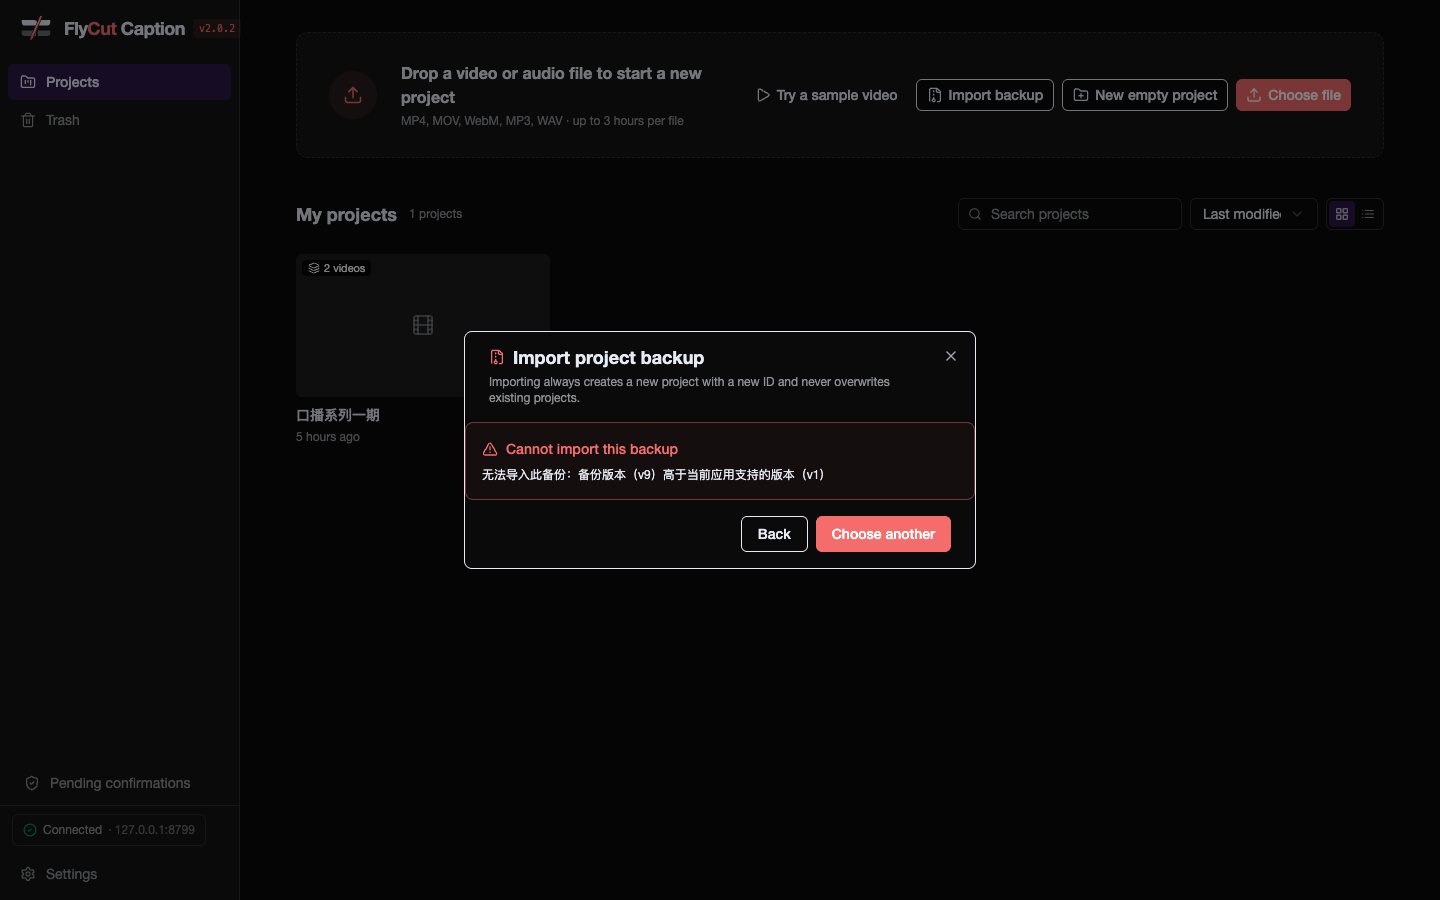 FlyCut Caption v2.0.2
Projects
Trash
Drop a video or audio file to start a new
project
MP4, MOV, WebM, MP3, WAV · up to 3 hours per file
Try a sample video
Import backup
New empty project
Choose file
My projects
1 projects
Search projects
Last modifie
2 videos
口播系列一期
5 hours ago
Import project backup
Importing always creates a new project with a new ID and never overwrites
existing projects.
Cannot import this backup
无法导入此备份：备份版本（v9）高于当前应用支持的版本（v1）
Back
Choose another
Pending confirmations
Connected · 127.0.0.1:8799
Settings